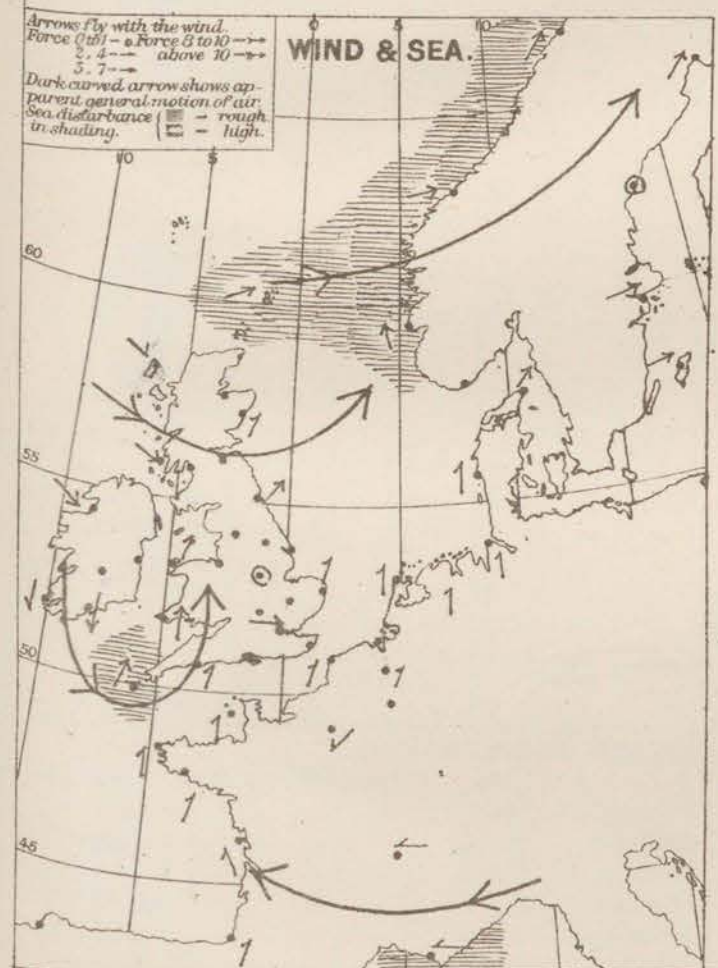 Arrows fly with the wind.
Force 0 to 1 – o. Force 8 to 10
2. 4 above 10
5. 7
Dark curved arrow shows ap-
parent general motion of air.
Sea disturbance – rough
in shading. – high.
WIND & SEA.
0 10
10 5 5 10
60
55
50
45